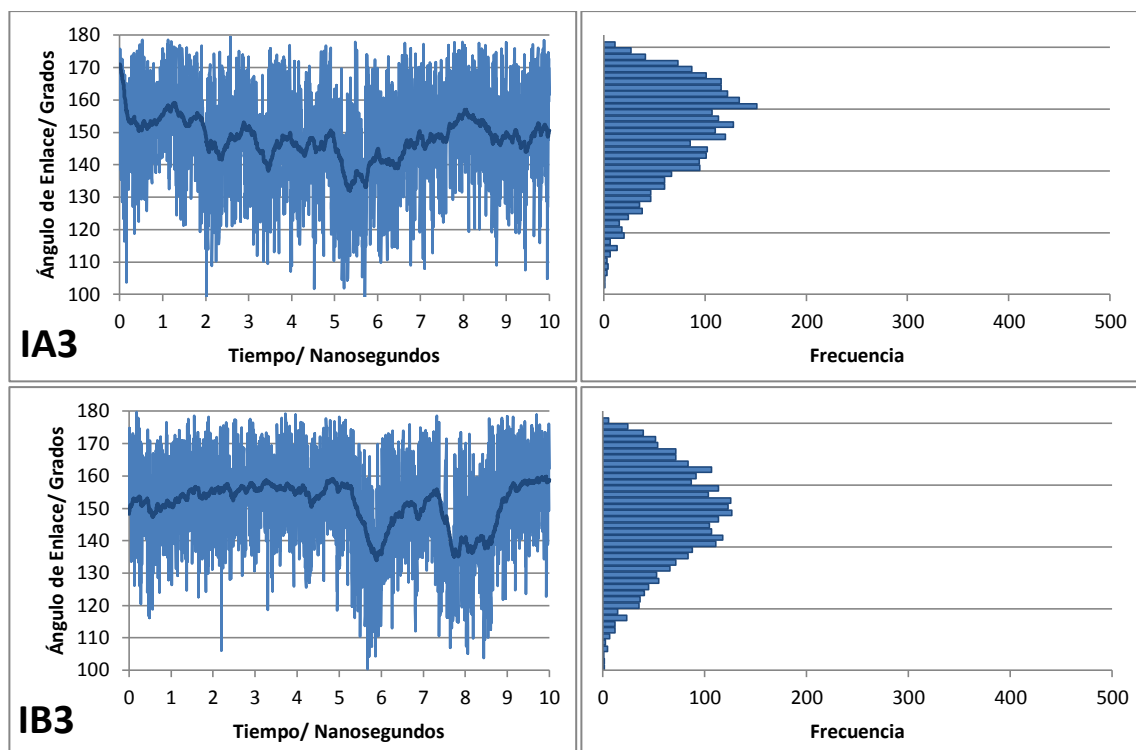 Ángulo de Enlace/ Grados
180
170
160
150
140
130
120
110
100
0 1 2 3 4 5 6 7 8 9 10
Tiempo/ Nanosegundos
IA3
0 100 200 300 400 500
Frecuencia
Ángulo de Enlace/ Grados
180
170
160
150
140
130
120
110
100
0 1 2 3 4 5 6 7 8 9 10
Tiempo/ Nanosegundos
IB3
0 100 200 300 400 500
Frecuencia